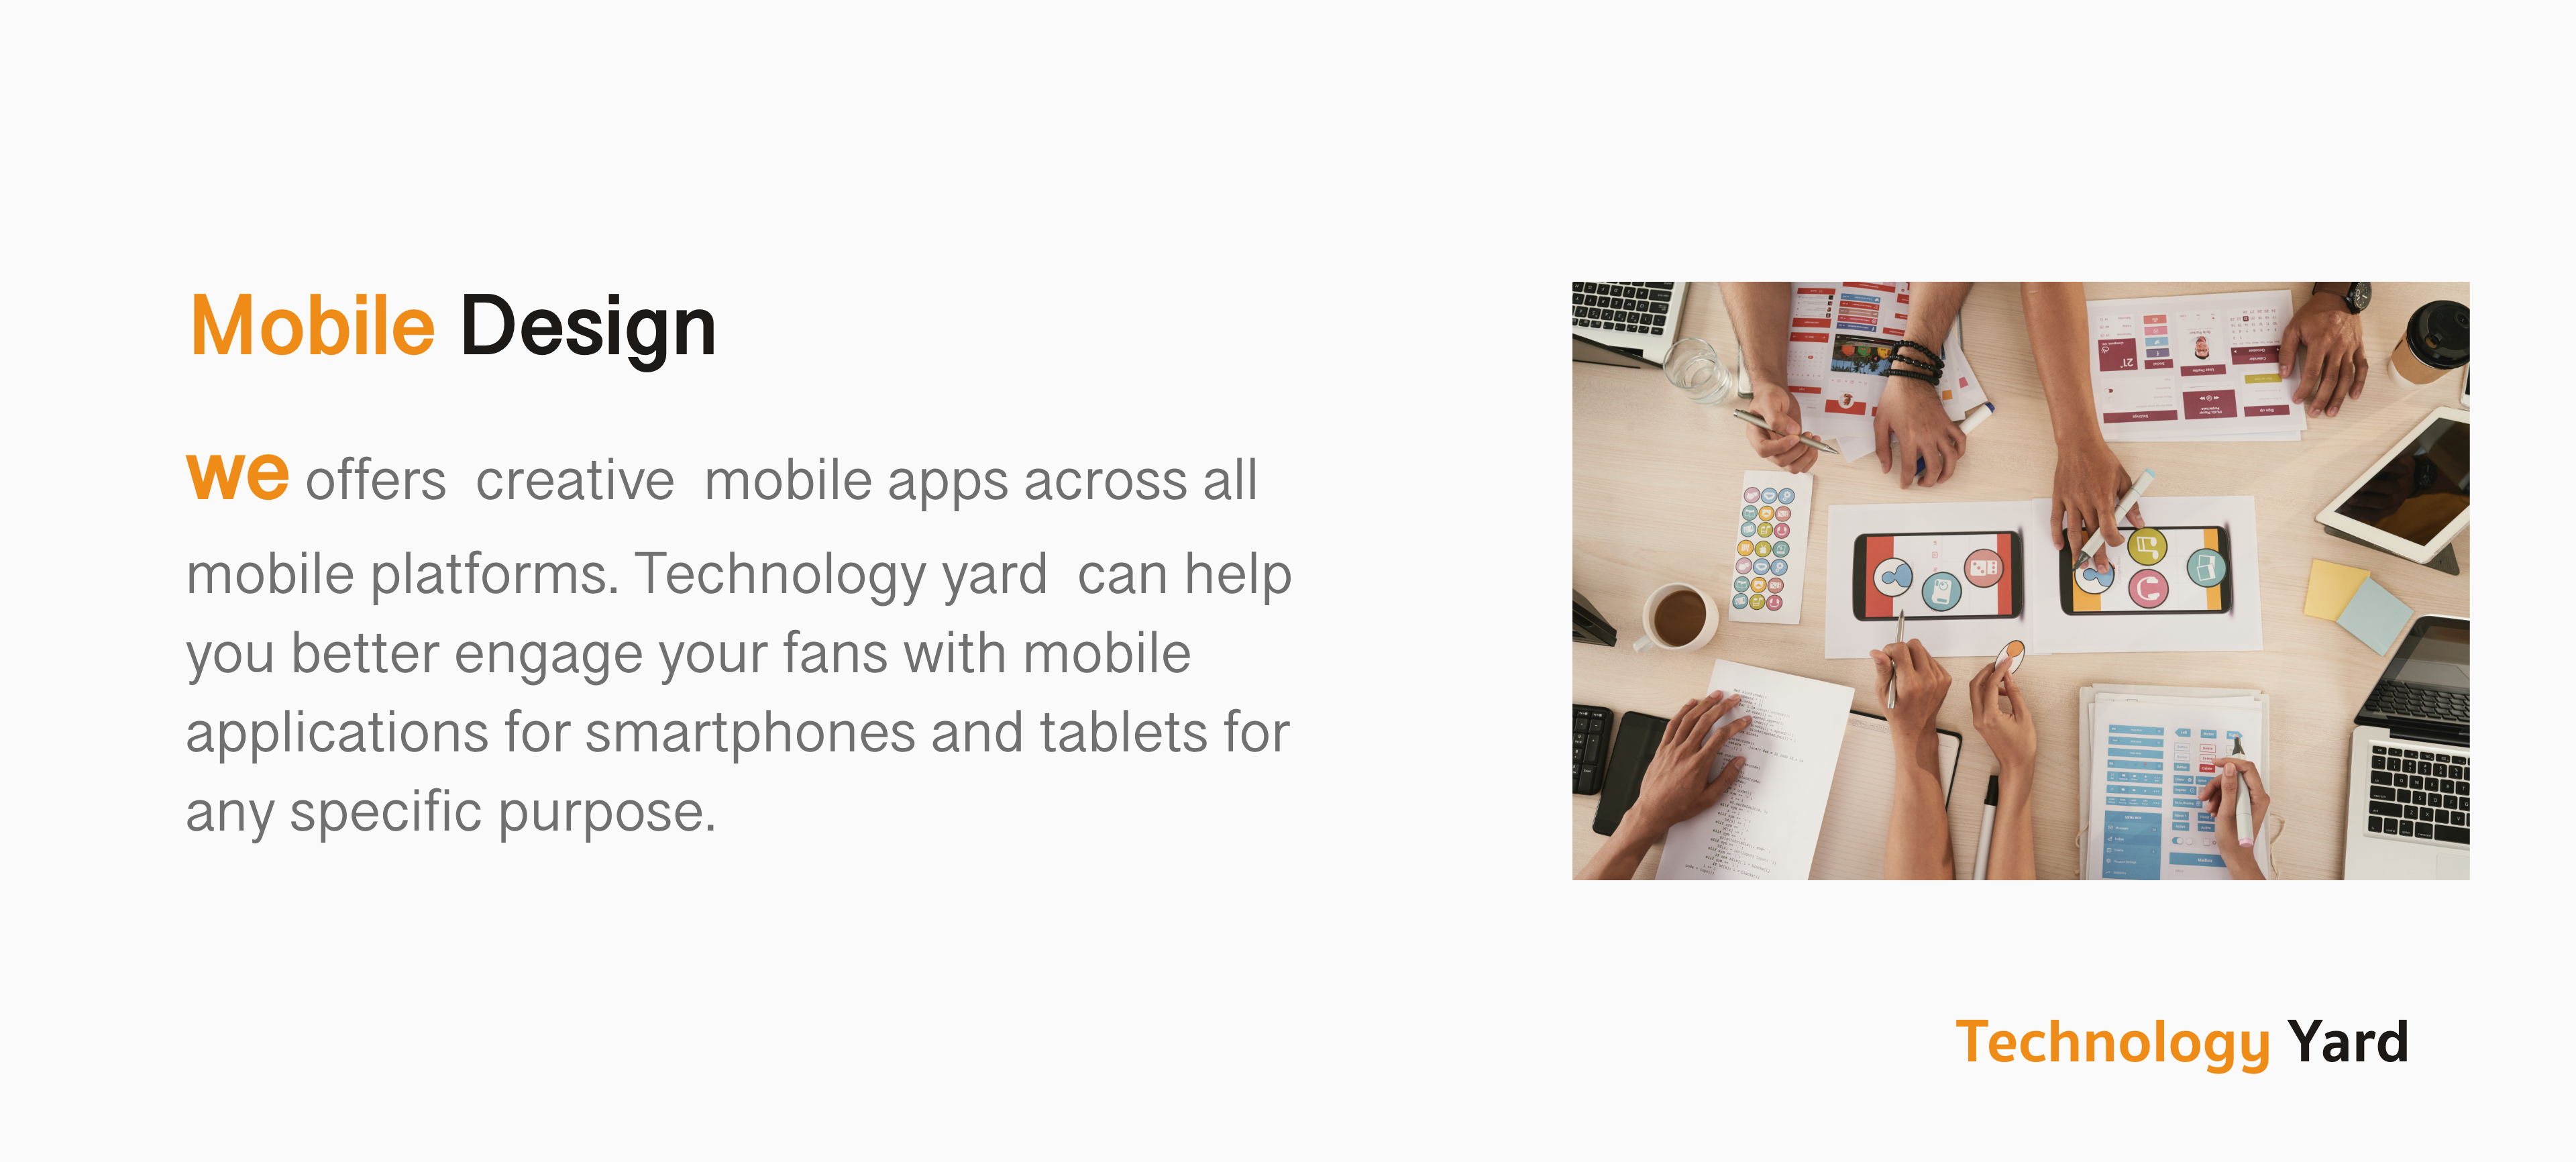 Mobile Design
we offers  creative  mobile apps across all
mobile platforms. Technology yard  can help
you better engage your fans with mobile
applications for smartphones and tablets for
any specific purpose.
Technology Yard